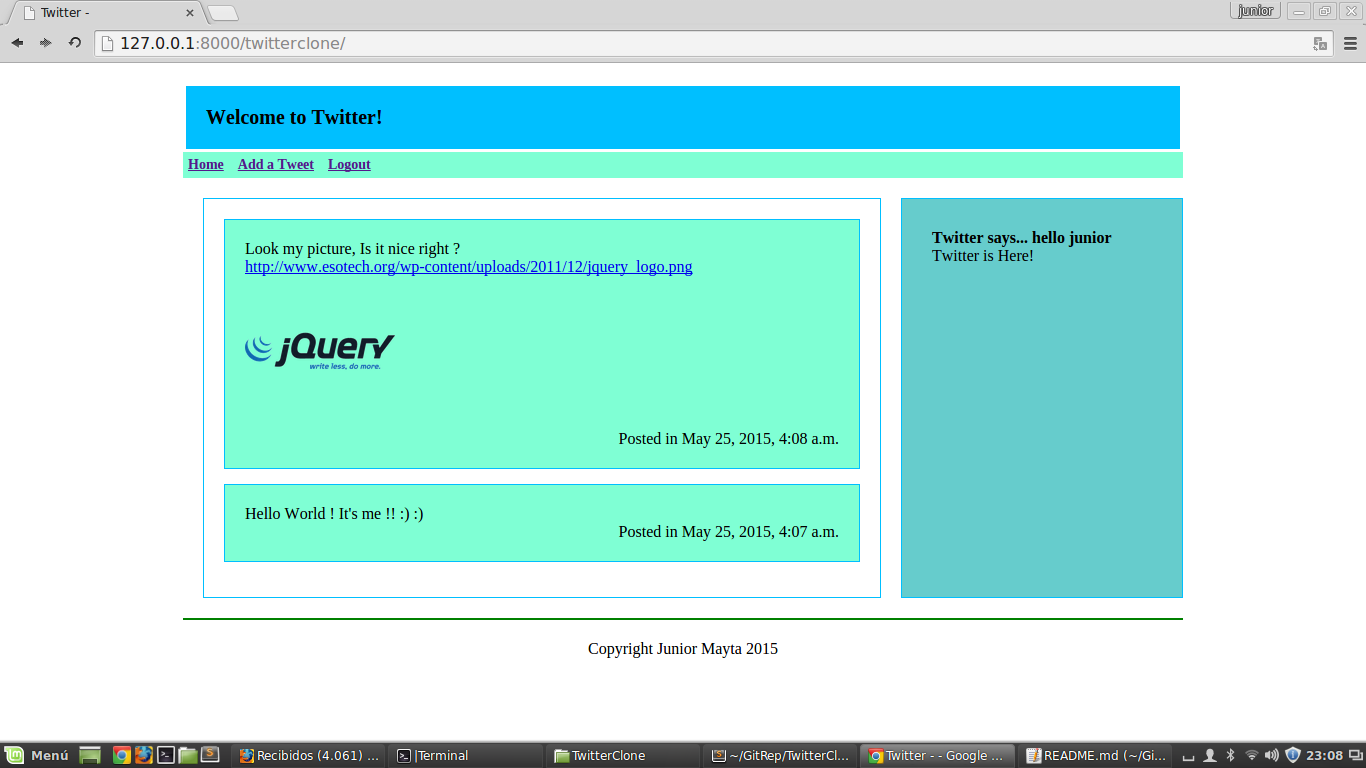 Twitter -
junior
127.0.0.1:8000/twitterclone/
Welcome to Twitter!
Home Add a Tweet Logout
Look my picture, Is it nice right ?
http://www.esotech.org/wp-content/uploads/2011/12/jquery_logo.png
jQuery
write less, do more.
Posted in May 25, 2015, 4:08 a.m.
Hello World ! It's me !! :) :)
Posted in May 25, 2015, 4:07 a.m.
Twitter says... hello junior
Twitter is Here!
Copyright Junior Mayta 2015
Menú Recibidos (4.061) ... |Terminal TwitterClone ~/GitRep/TwitterCl... Twitter - - Google ... README.md (~/Gi... 23:08